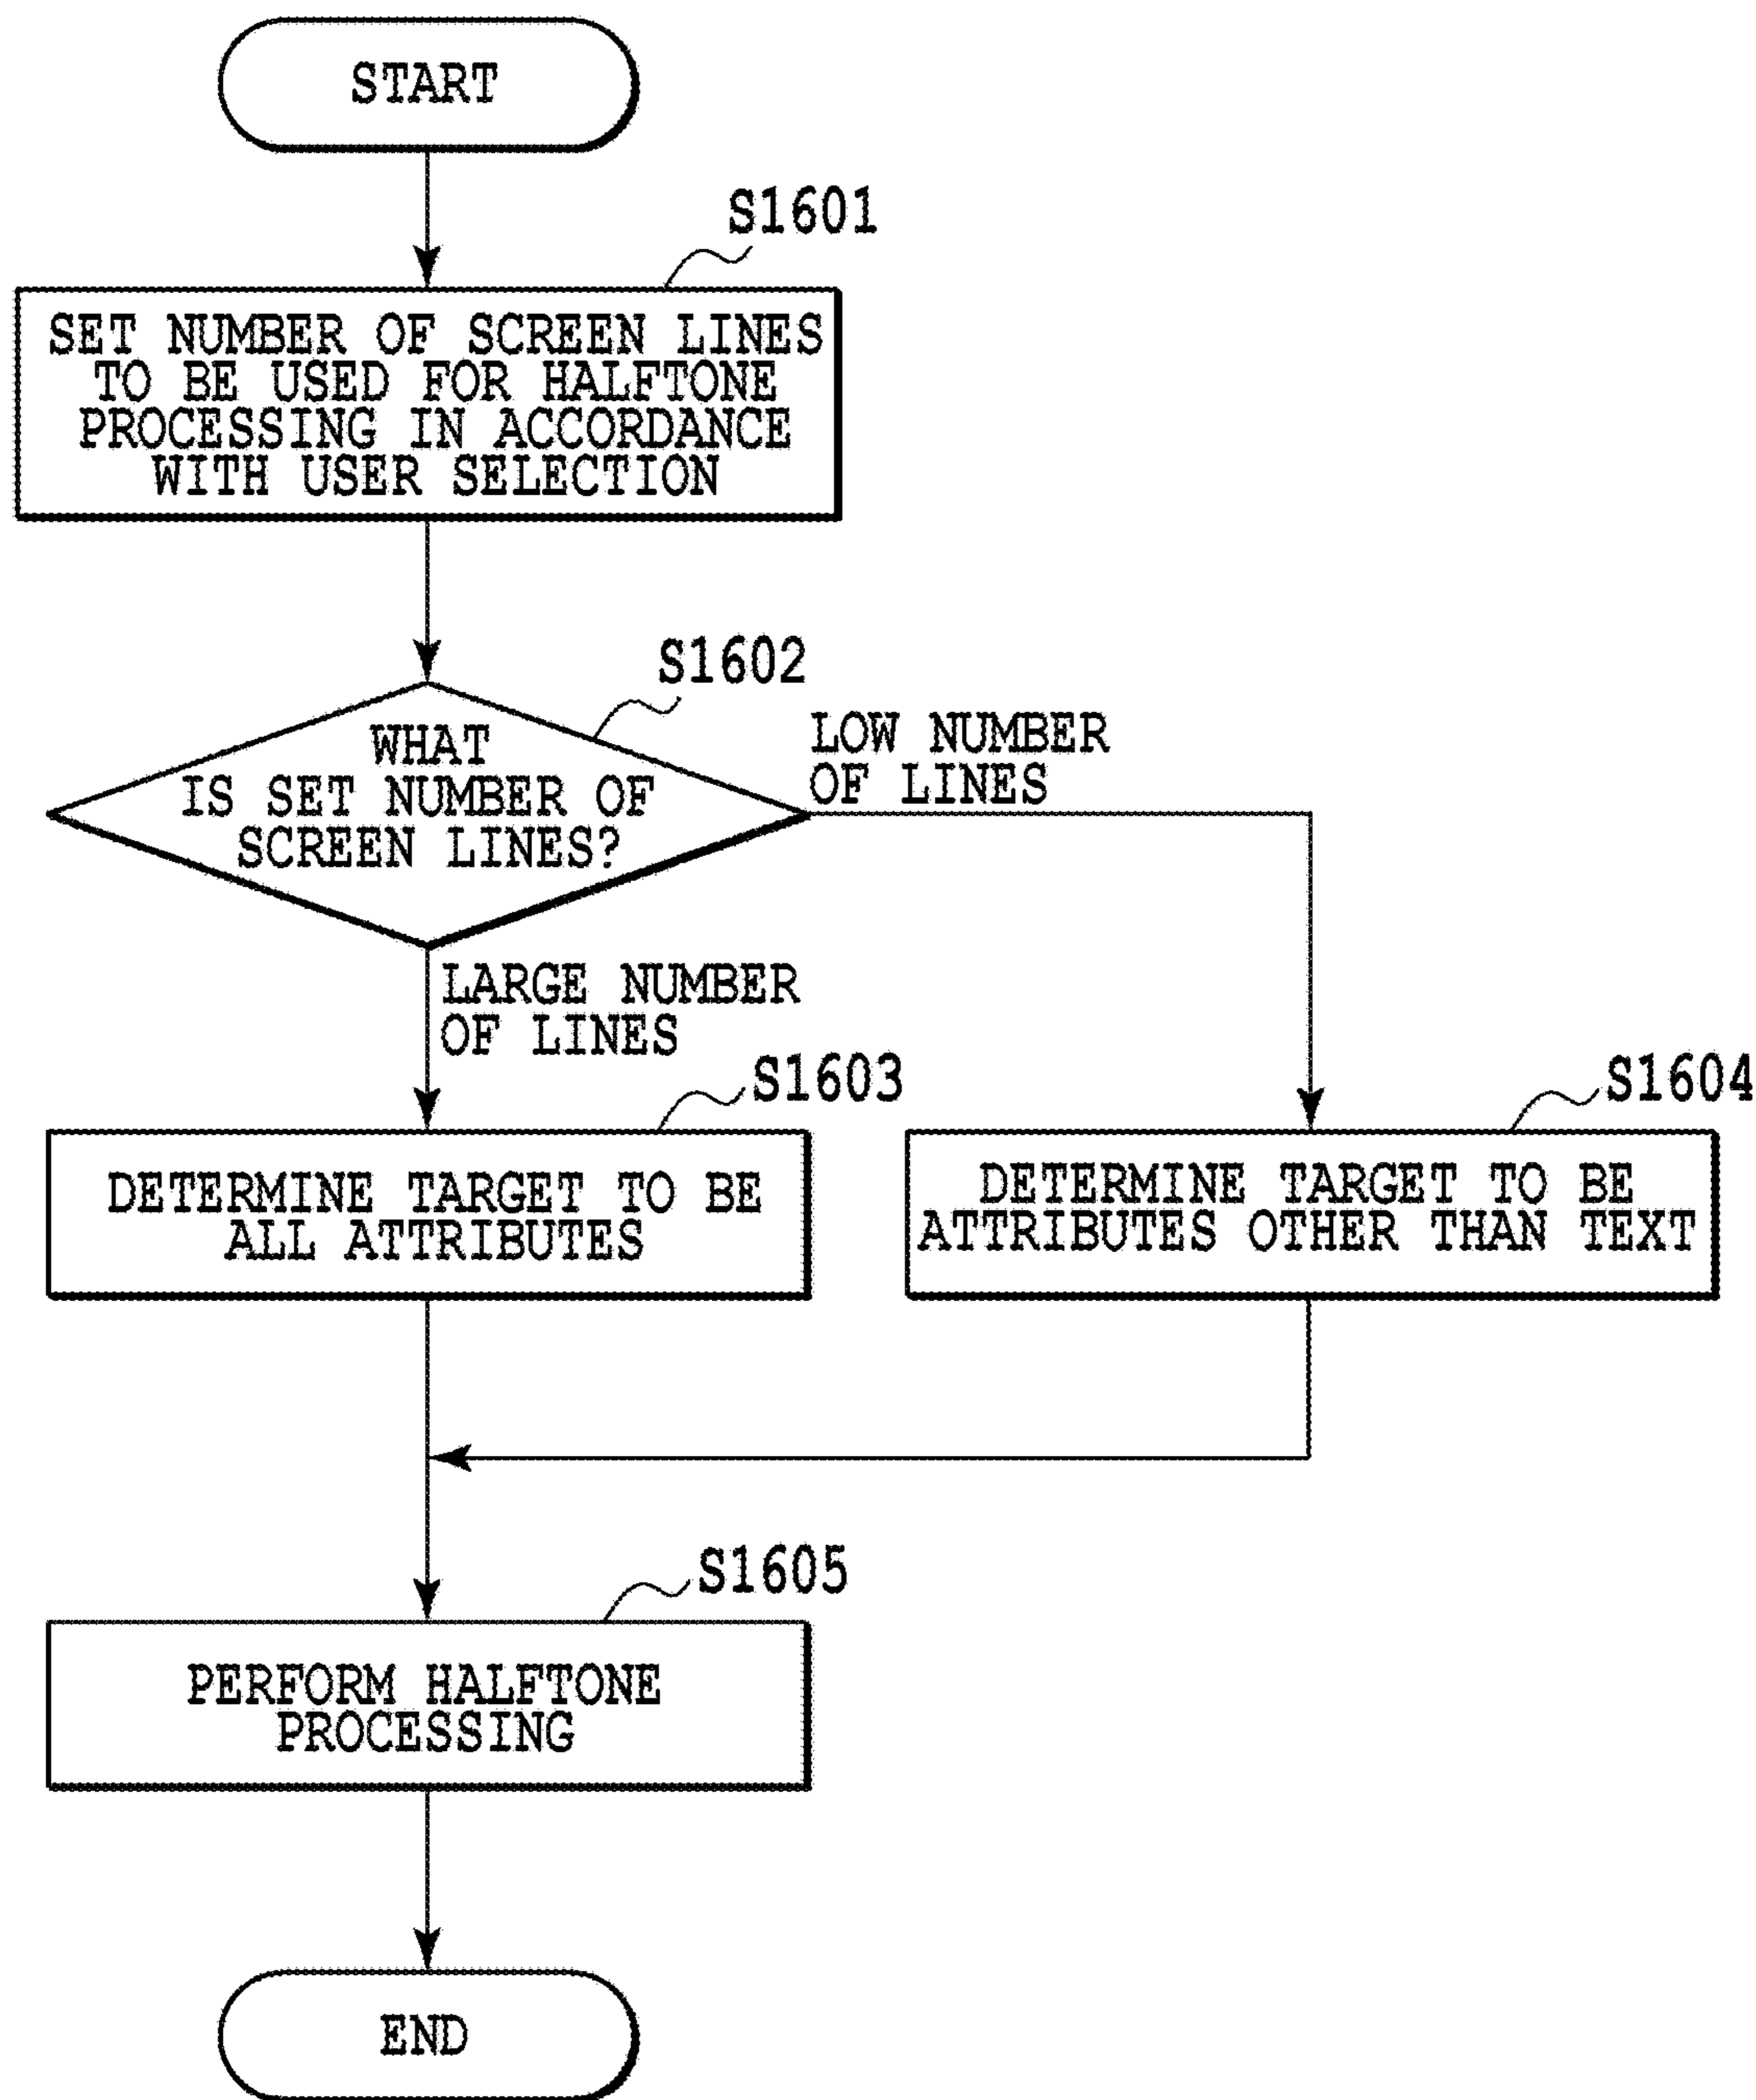 START
S1601
SET NUMBER OF SCREEN LINES
TO BE USED FOR HALFTONE
PROCESSING IN ACCORDANCE
WITH USER SELECTION
S1602
WHAT
IS SET NUMBER OF
SCREEN LINES?
LOW NUMBER
OF LINES
LARGE NUMBER
OF LINES
S1603
DETERMINE TARGET TO BE
ALL ATTRIBUTES
S1604
DETERMINE TARGET TO BE
ATTRIBUTES OTHER THAN TEXT
S1605
PERFORM HALFTONE
PROCESSING
END